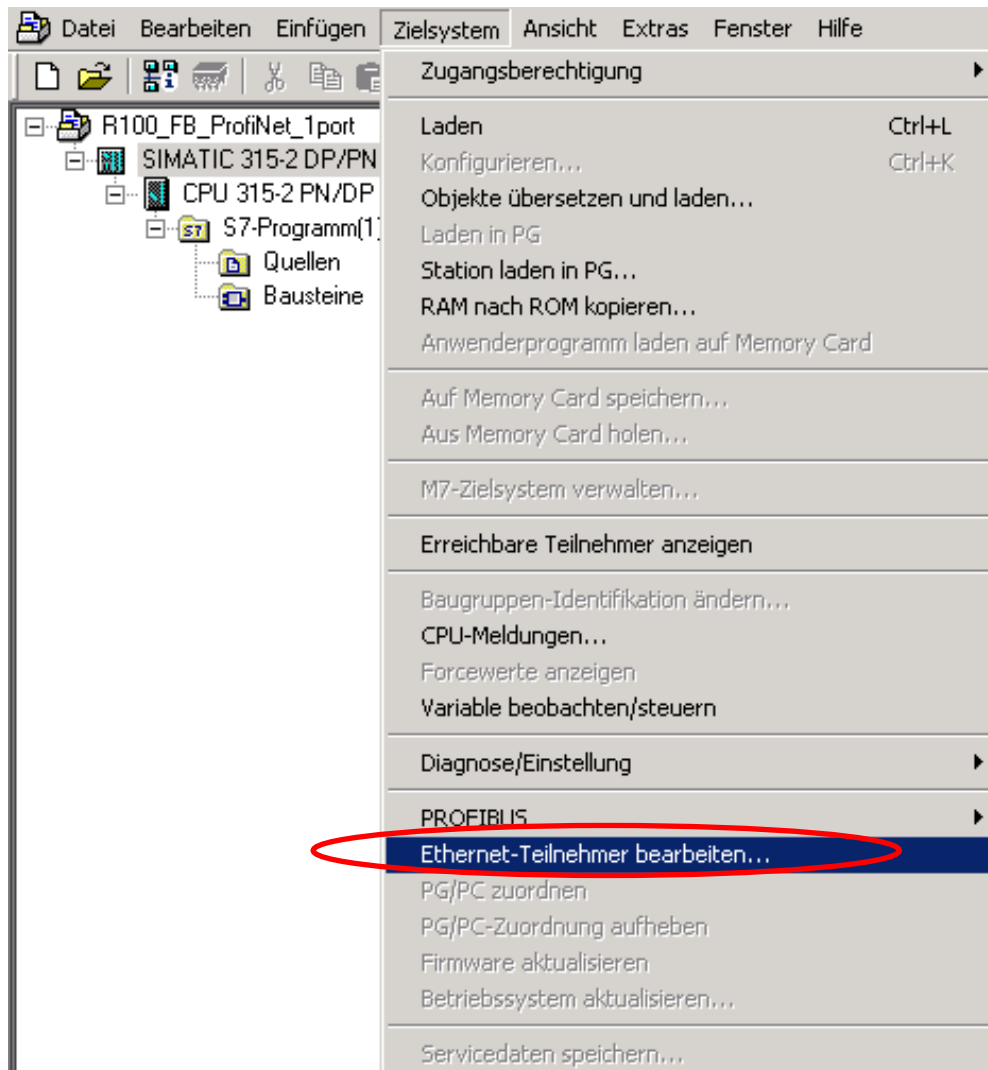 Datei Bearbeiten Einfügen Zielsystem Ansicht Extras Fenster Hilfe
R100_FB_ProfiNet_1port
SIMATIC 315-2 DP/PN
CPU 315-2 PN/DP
S7-Programm(1)
Quellen
Bausteine
Zugangsberechtigung
Laden Ctrl+L
Konfigurieren... Ctrl+K
Objekte übersetzen und laden...
Laden in PG
Station laden in PG...
RAM nach ROM kopieren...
Anwenderprogramm laden auf Memory Card
Auf Memory Card speichern...
Aus Memory Card holen...
M7-Zielsystem verwalten...
Erreichbare Teilnehmer anzeigen
Baugruppen-Identifikation ändern...
CPU-Meldungen...
Forcewerte anzeigen
Variable beobachten/steuern
Diagnose/Einstellung
PROFIBUS
Ethernet-Teilnehmer bearbeiten...
PG/PC zuordnen
PG/PC-Zuordnung aufheben
Firmware aktualisieren
Betriebssystem aktualisieren...
Servicedaten speichern...